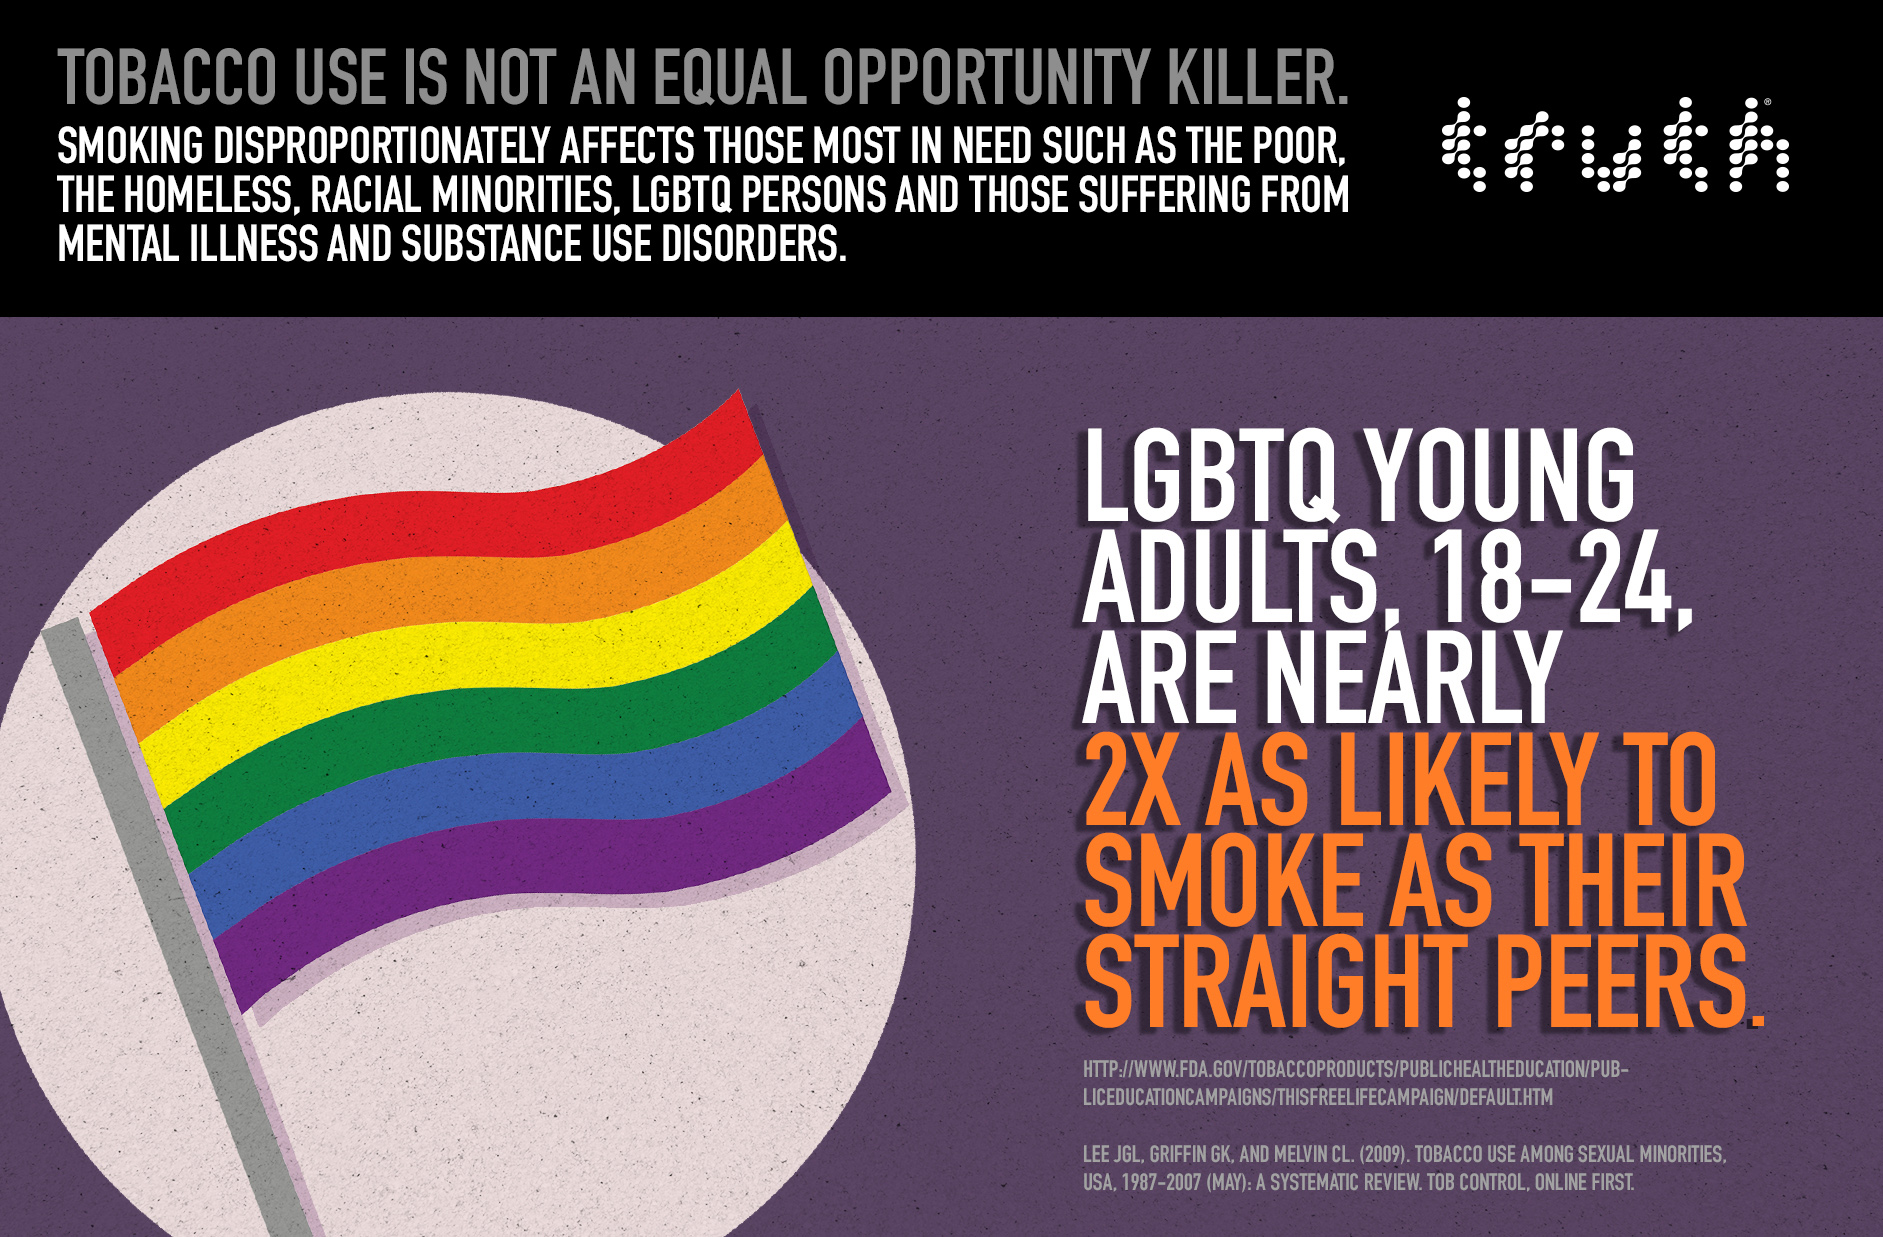 TOBACCO USE IS NOT AN EQUAL OPPORTUNITY KILLER.
SMOKING DISPROPORTIONATELY AFFECTS THOSE MOST IN NEED SUCH AS THE POOR,
THE HOMELESS, RACIAL MINORITIES, LGBTQ PERSONS AND THOSE SUFFERING FROM
MENTAL ILLNESS AND SUBSTANCE USE DISORDERS.
truth®
LGBTQ YOUNG
ADULTS, 18-24,
ARE NEARLY
2X AS LIKELY TO
SMOKE AS THEIR
STRAIGHT PEERS.
HTTP://WWW.FDA.GOV/TOBACCOPRODUCTS/PUBLICHEALTHEDUCATION/PUB-
LICEDUCATIONCAMPAIGNS/THISFREELIFECAMPAIGN/DEFAULT.HTM
LEE JGL, GRIFFIN GK, AND MELVIN CL. (2009). TOBACCO USE AMONG SEXUAL MINORITIES,
USA, 1987-2007 (MAY): A SYSTEMATIC REVIEW. TOB CONTROL, ONLINE FIRST.